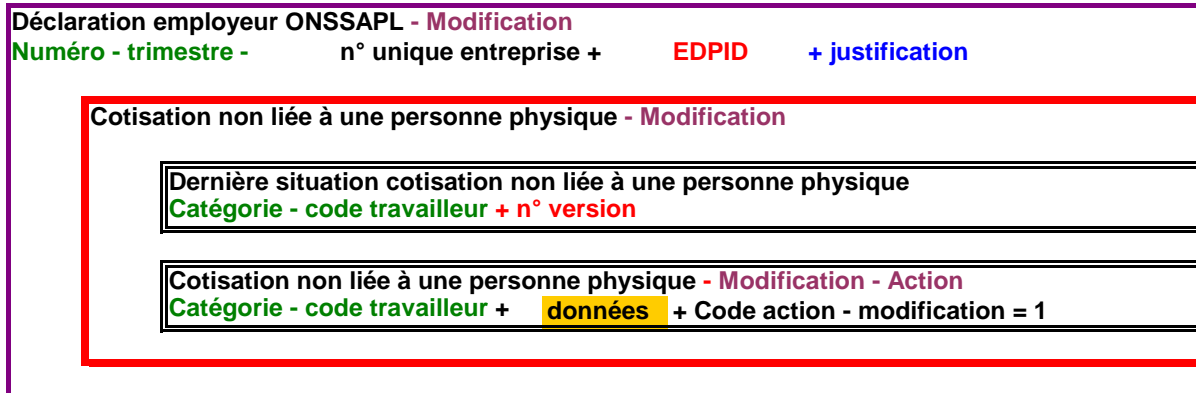 Déclaration employeur ONSSAPL - Modification
Numéro - trimestre - n° unique entreprise + EDPID + justification
Cotisation non liée à une personne physique - Modification
Dernière situation cotisation non liée à une personne physique
Catégorie - code travailleur + n° version
Cotisation non liée à une personne physique - Modification - Action
Catégorie - code travailleur + données + Code action - modification = 1